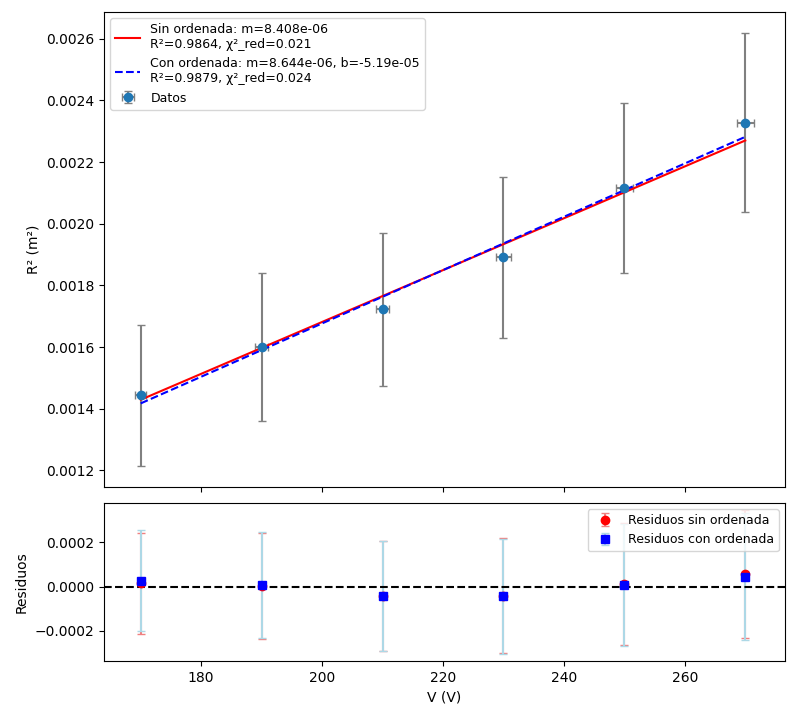 Sin ordenada: m=8.408e-06
R²=0.9864, χ²_red=0.021
Con ordenada: m=8.644e-06, b=-5.19e-05
R²=0.9879, χ²_red=0.024
Datos
R² (m²)
0.0026
0.0024
0.0022
0.0020
0.0018
0.0016
0.0014
0.0012
Residuos sin ordenada
Residuos con ordenada
Residuos
0.0002
0.0000
−0.0002
180
200
220
240
260
V (V)